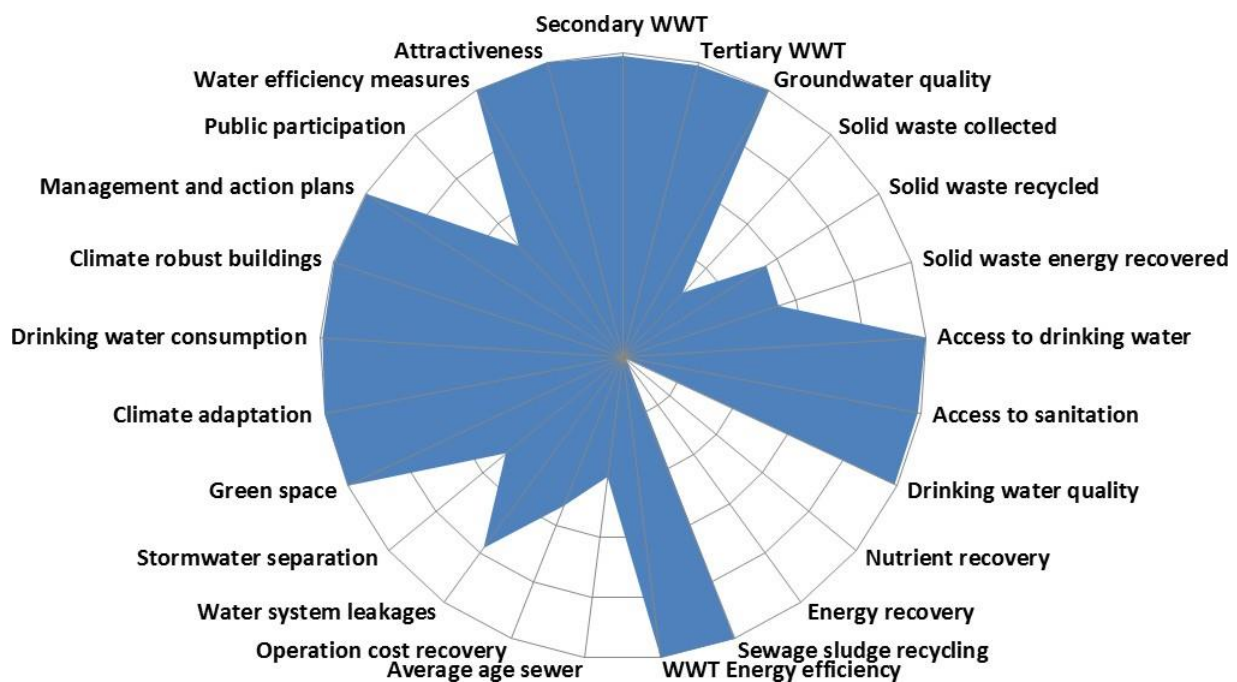 Secondary WWT
Tertiary WWT
Groundwater quality
Solid waste collected
Solid waste recycled
Solid waste energy recovered
Access to drinking water
Access to sanitation
Drinking water quality
Nutrient recovery
Energy recovery
Sewage sludge recycling
WWT Energy efficiency
Average age sewer
Operation cost recovery
Water system leakages
Stormwater separation
Green space
Climate adaptation
Drinking water consumption
Climate robust buildings
Management and action plans
Public participation
Water efficiency measures
Attractiveness